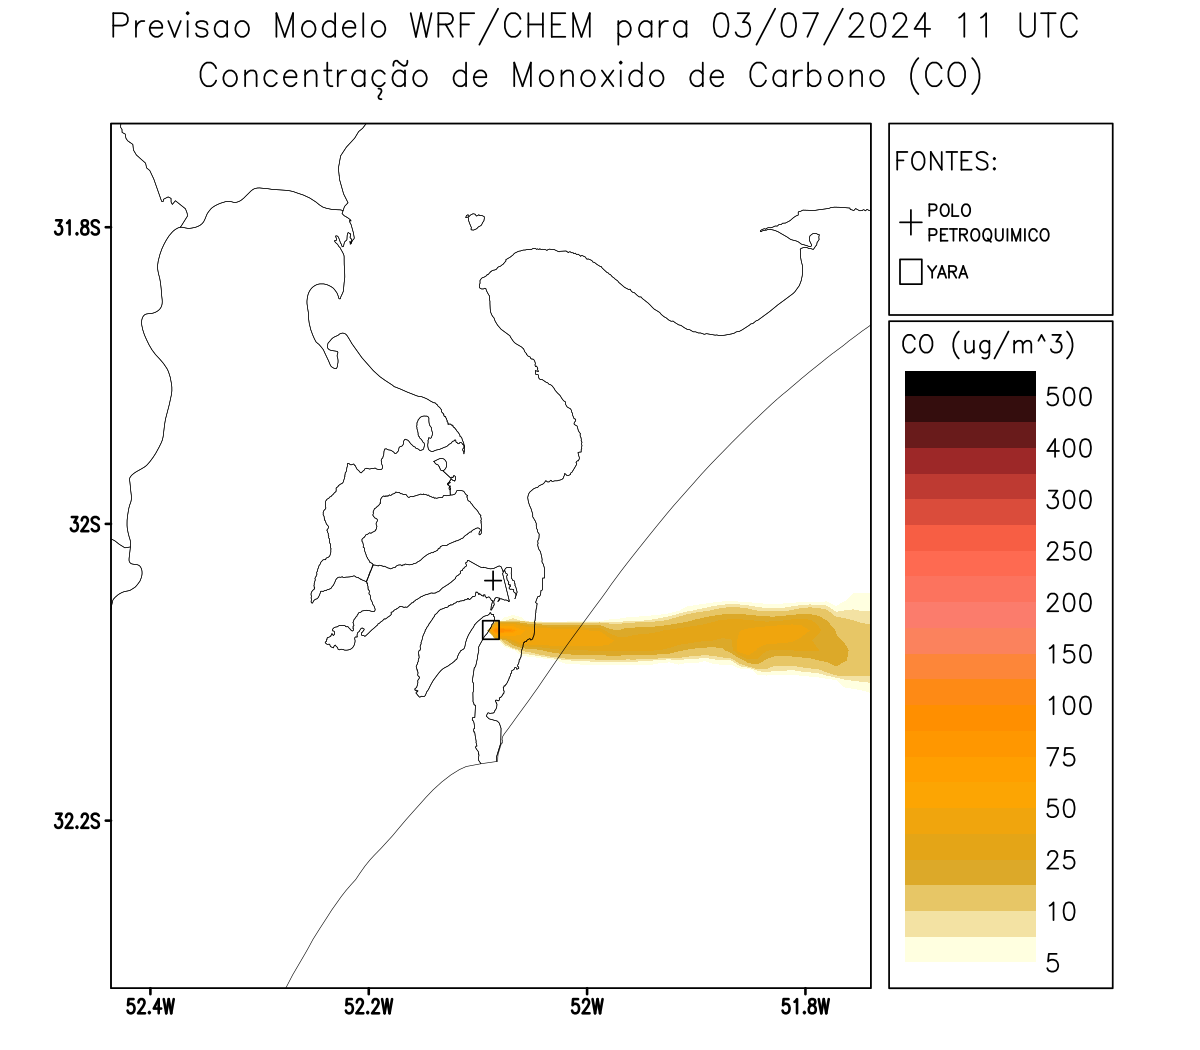 Previsao Modelo WRF/CHEM para 03/07/2024 11 UTC
Concentração de Monoxido de Carbono (CO)
FONTES:
POLO
PETROQUIMICO
YARA
CO (ug/m^3)
500
400
300
250
200
150
100
75
50
25
10
5
31.8S
32S
32.2S
52.4W
52.2W
52W
51.8W